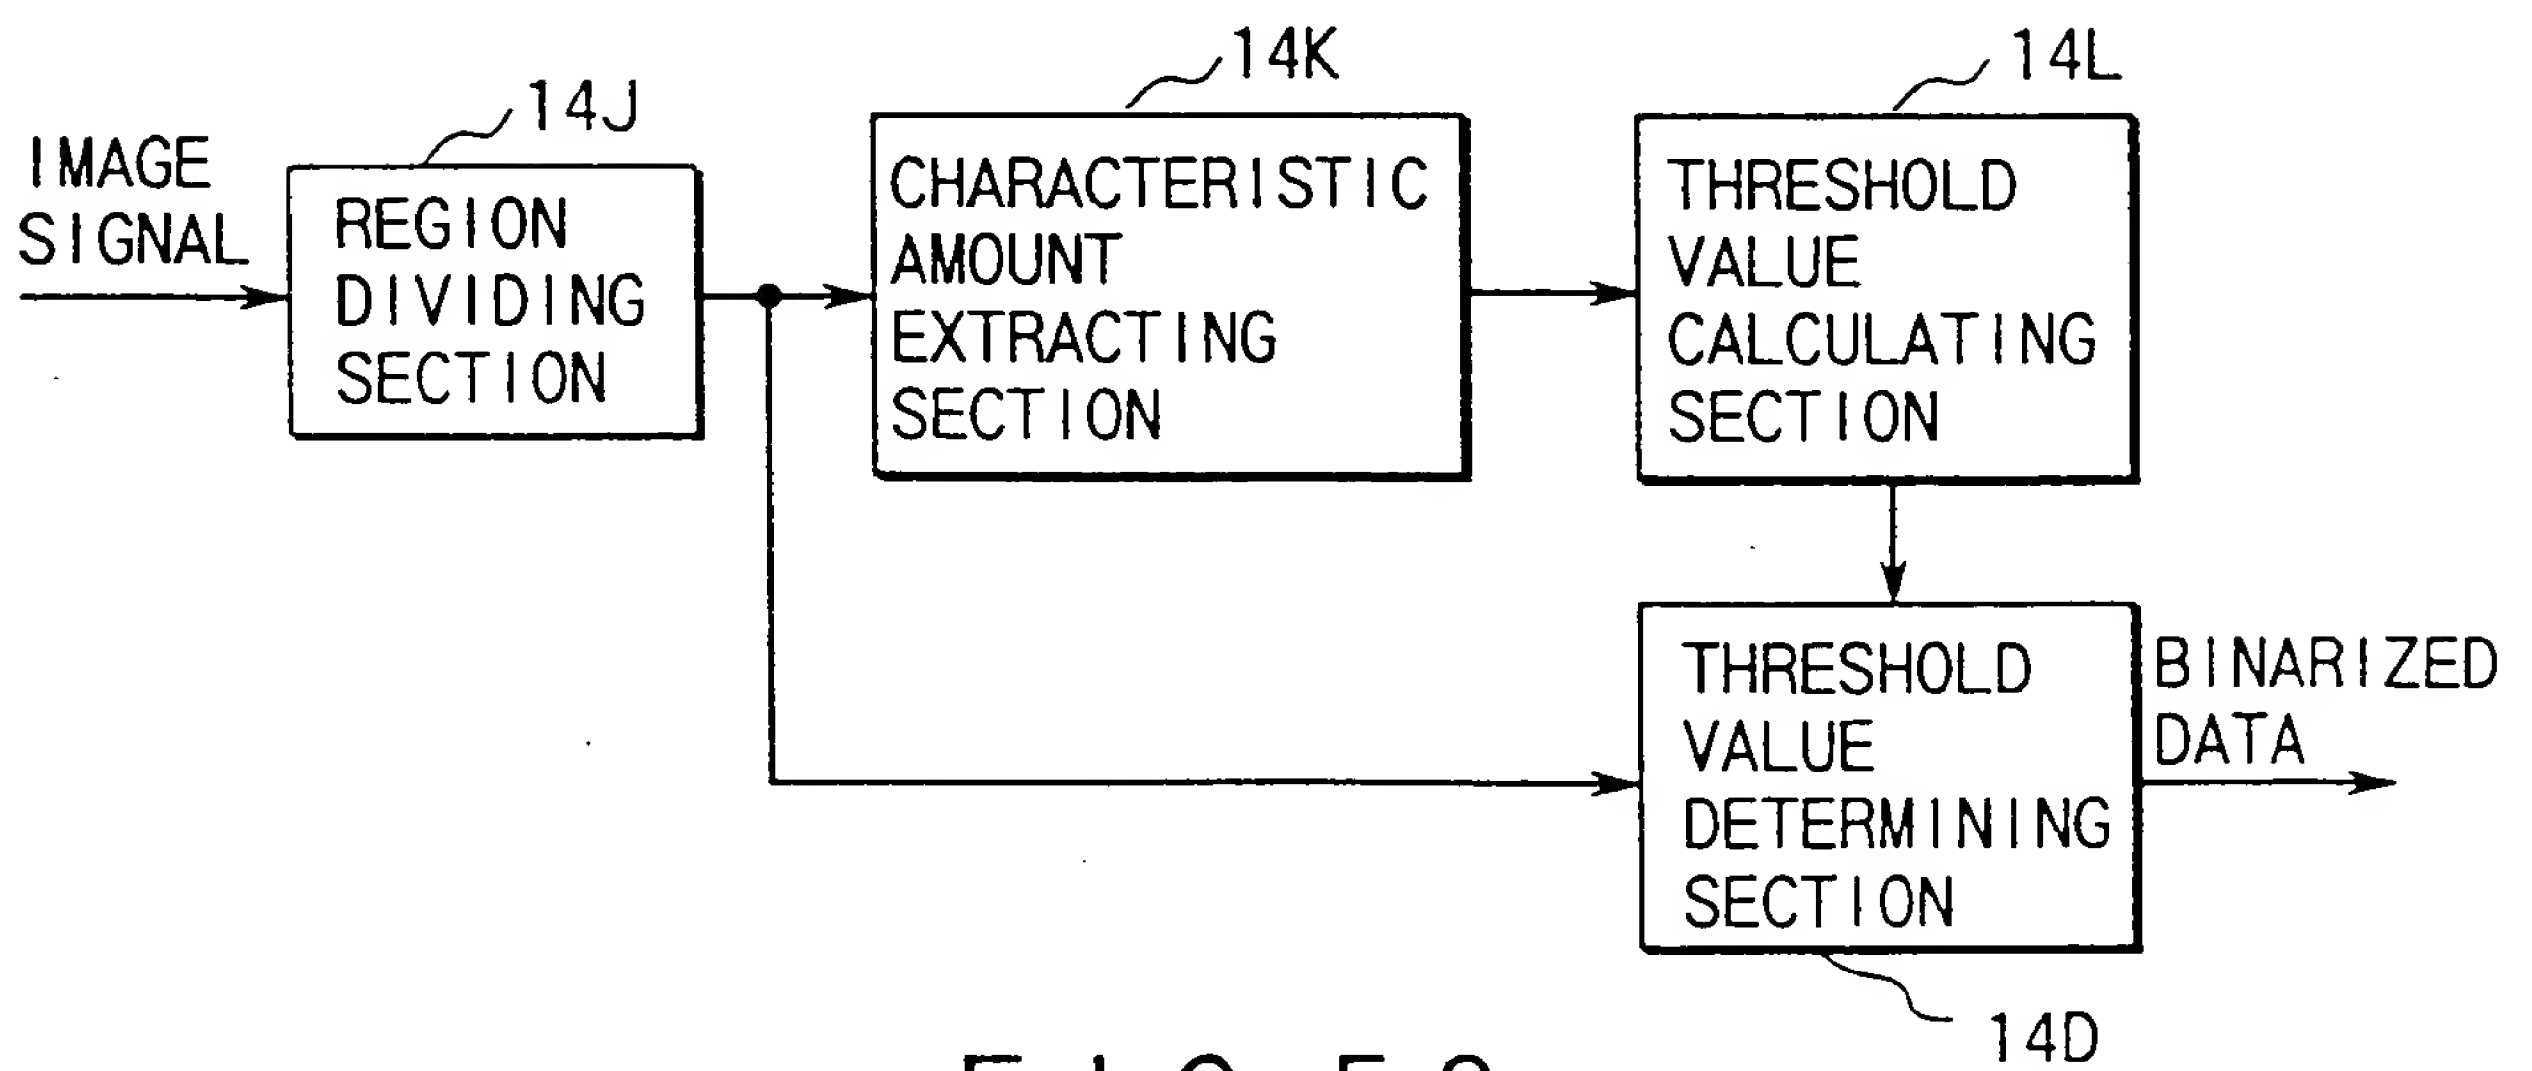 14K
14L
14J
IMAGE
SIGNAL
REGION
DIVIDING
SECTION
CHARACTERISTIC
AMOUNT
EXTRACTING
SECTION
THRESHOLD
VALUE
CALCULATING
SECTION
THRESHOLD
VALUE
DETERMINING
SECTION
BINARIZED
DATA
14D